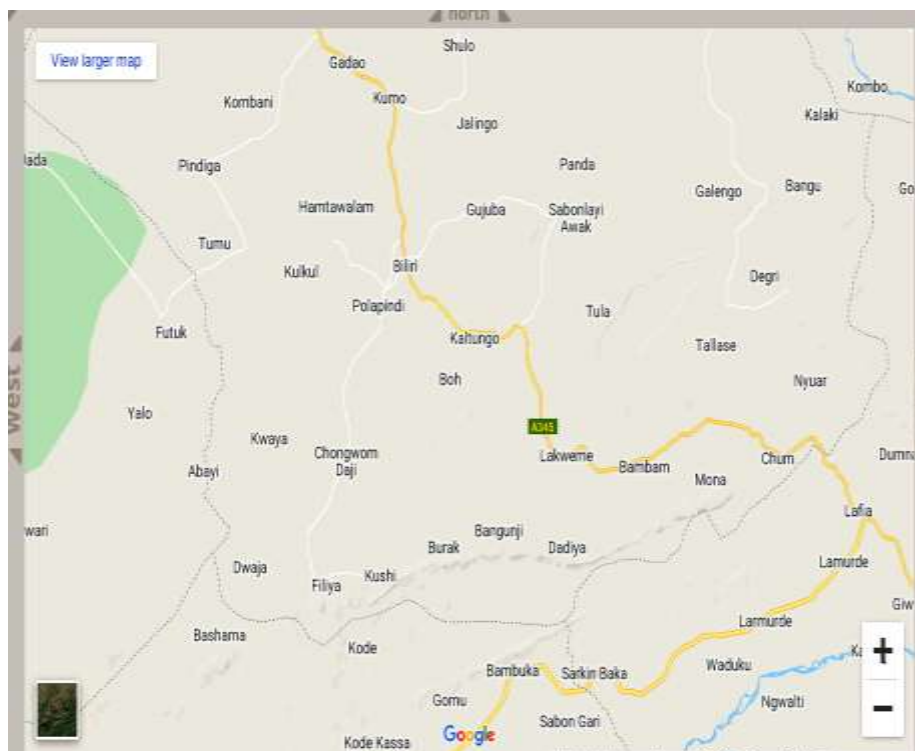 north
View larger map
Shulo
Gadao
Kombo
Kombani
Kumo
Kalaki
Jalingo
Pindiga
Panda
Galengo
Bangu
Hamtawalam
Gujuba
Sabonlayi
Awak
Tumu
Kulkul
Biliri
Degri
Polapindi
Tula
Futuk
Kaltungo
Tallase
West
Boh
Nyuar
Yalo
A345
Kwaya
Chongwom
Daji
Lakweme
Bambam
Chum
Abayi
Mona
Lafia
Bangunji
Burak
Dadiya
Dwaja
Filiya
Kushi
Lamurde
Bashama
Kode
Larmurde
Bambuka
Sarkin Baka
Waduku
+
Gomu
Ngwalti
Sabon Gari
−
Kode Kassa
Google